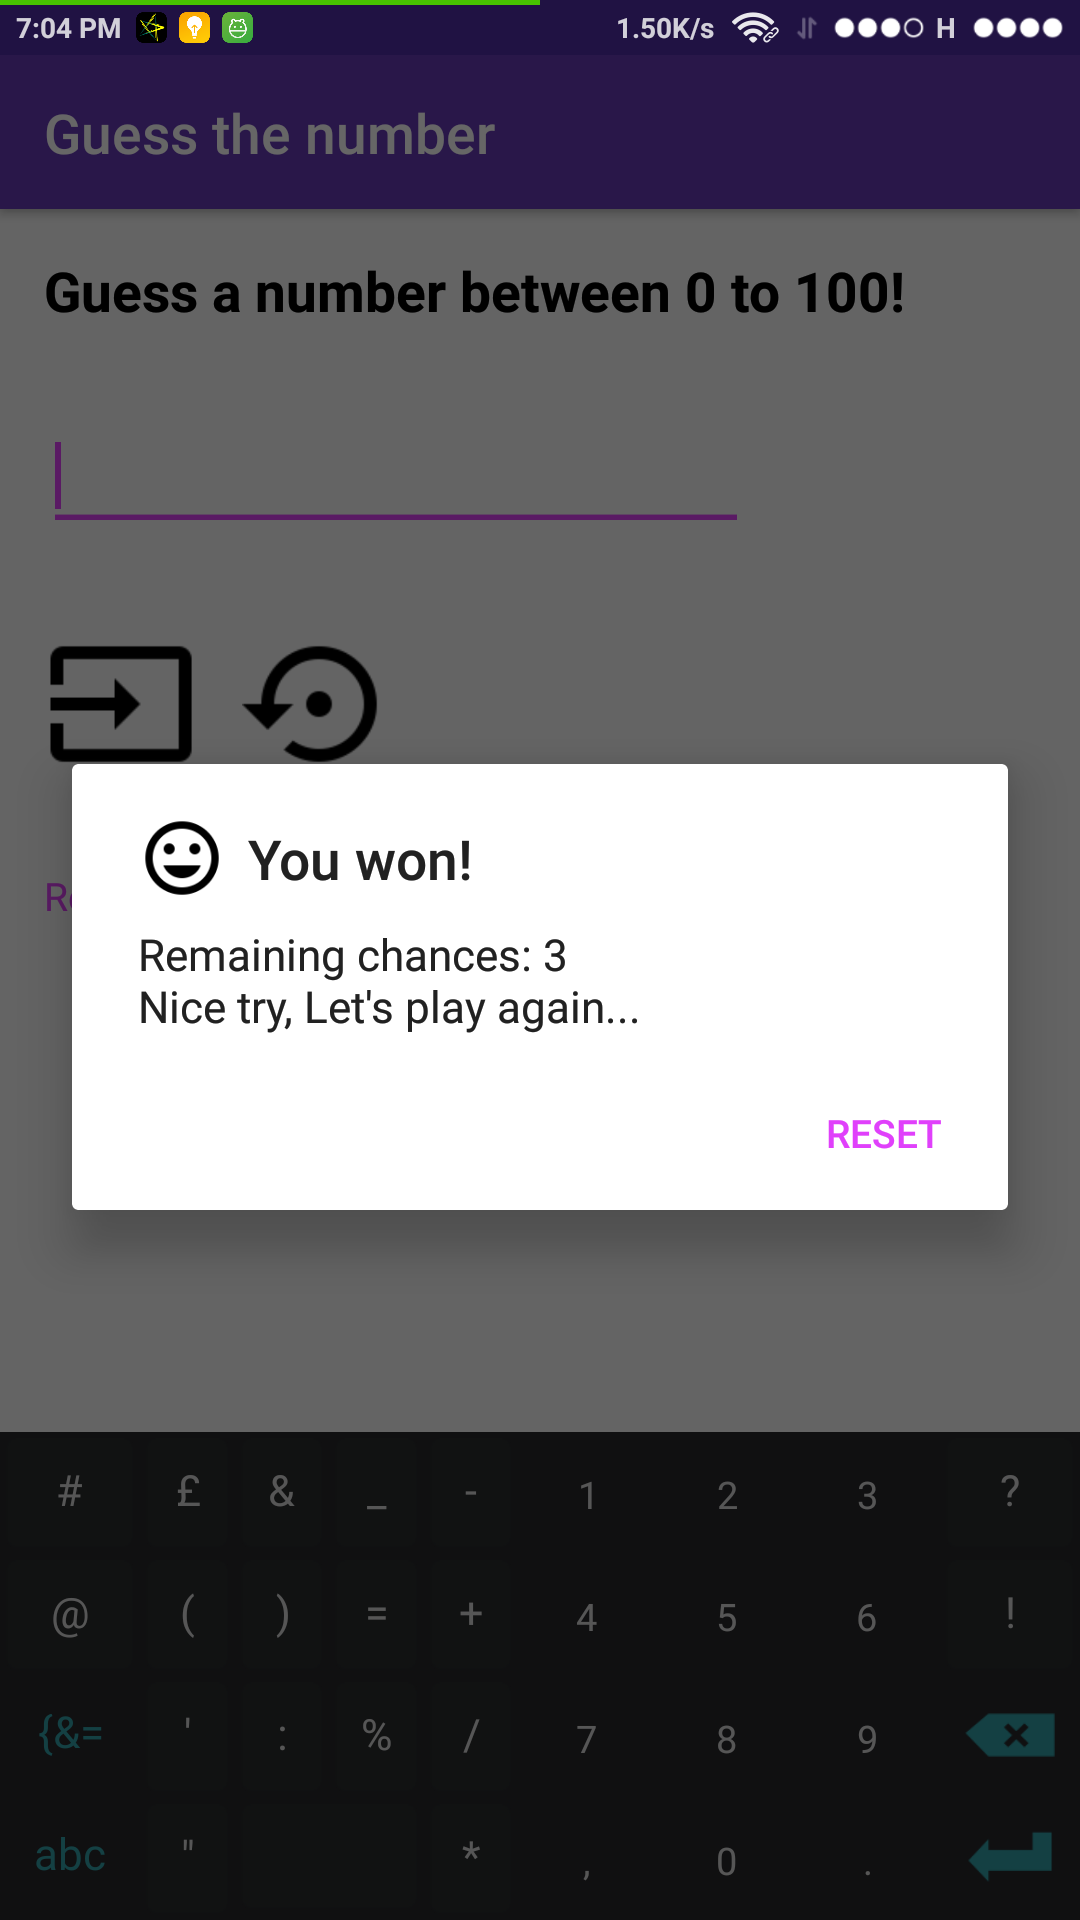 7:04 PM 1.50K/s H
Guess the number
Guess a number between 0 to 100!
You won!
Remaining chances: 3
Nice try, Let's play again...
RESET
# £ & _ - 1 2 3 ?
@ ( ) = + 4 5 6 !
{&= ' : % / 7 8 9
abc " * , 0 .